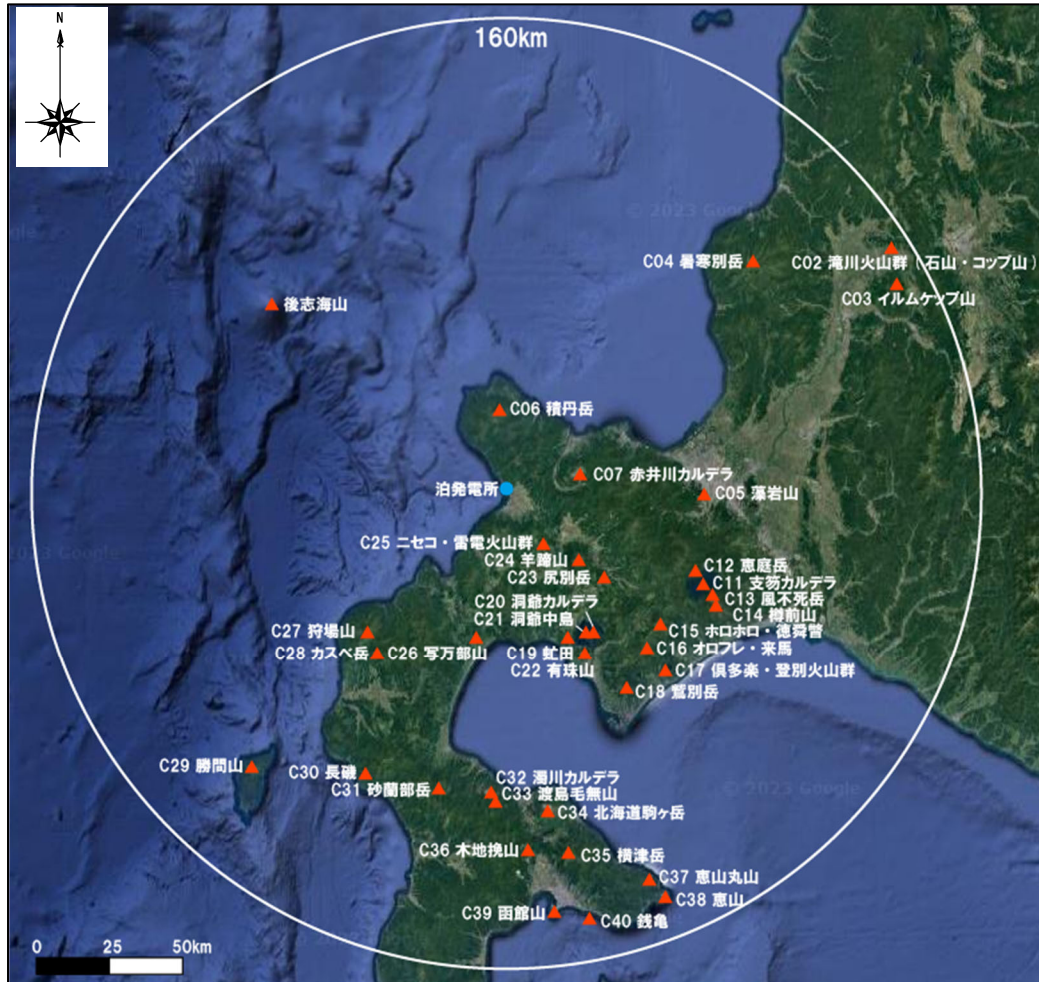 N
160km
C04 暑寒別岳
C02 滝川火山群(石山・コップ山)
C03 イルムケップ山
後志海山
C06 積丹岳
C07 赤井川カルデラ
泊発電所
C05 藻岩山
C25 ニセコ・雷電火山群
C24 羊蹄山
C23 尻別岳
C12 恵庭岳
C11 支笏カルデラ
C13 風不死岳
C14 樽前山
C20 洞爺カルデラ
C21 洞爺中島
C15 ホロホロ・徳舜瞥
C27 狩場山
C28 カスベ岳
C26 写万部山
C19 虻田
C16 オロフレ・来馬
C22 有珠山
C17 倶多楽・登別火山群
C18 鷲別岳
C29 勝澗山
C30 長磯
C31 砂蘭部岳
C32 濁川カルデラ
C33 渡島毛無山
C34 北海道駒ヶ岳
© 2023 Google
C36 木地挽山
C35 横津岳
C37 恵山丸山
C38 恵山
C39 函館山
C40 銭亀
0 25 50km